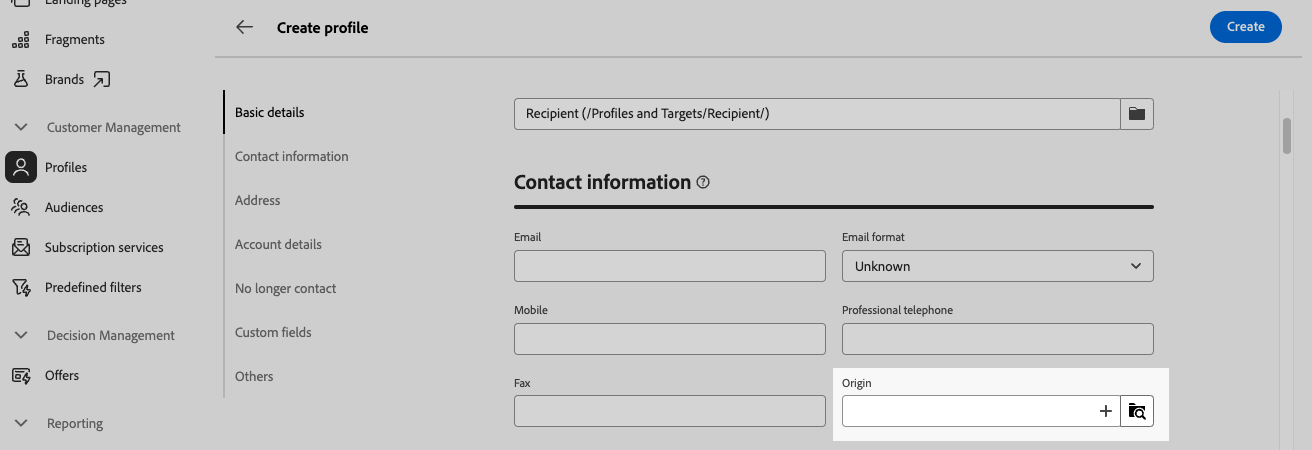 Landing pages
Fragments
Brands
Customer Management
Profiles
Audiences
Subscription services
Predefined filters
Decision Management
Offers
Reporting
Create profile
Create
Basic details
Contact information
Address
Account details
No longer contact
Custom fields
Others
Recipient (/Profiles and Targets/Recipient/)
Contact information
Email
Email format
Unknown
Mobile
Professional telephone
Fax
Origin